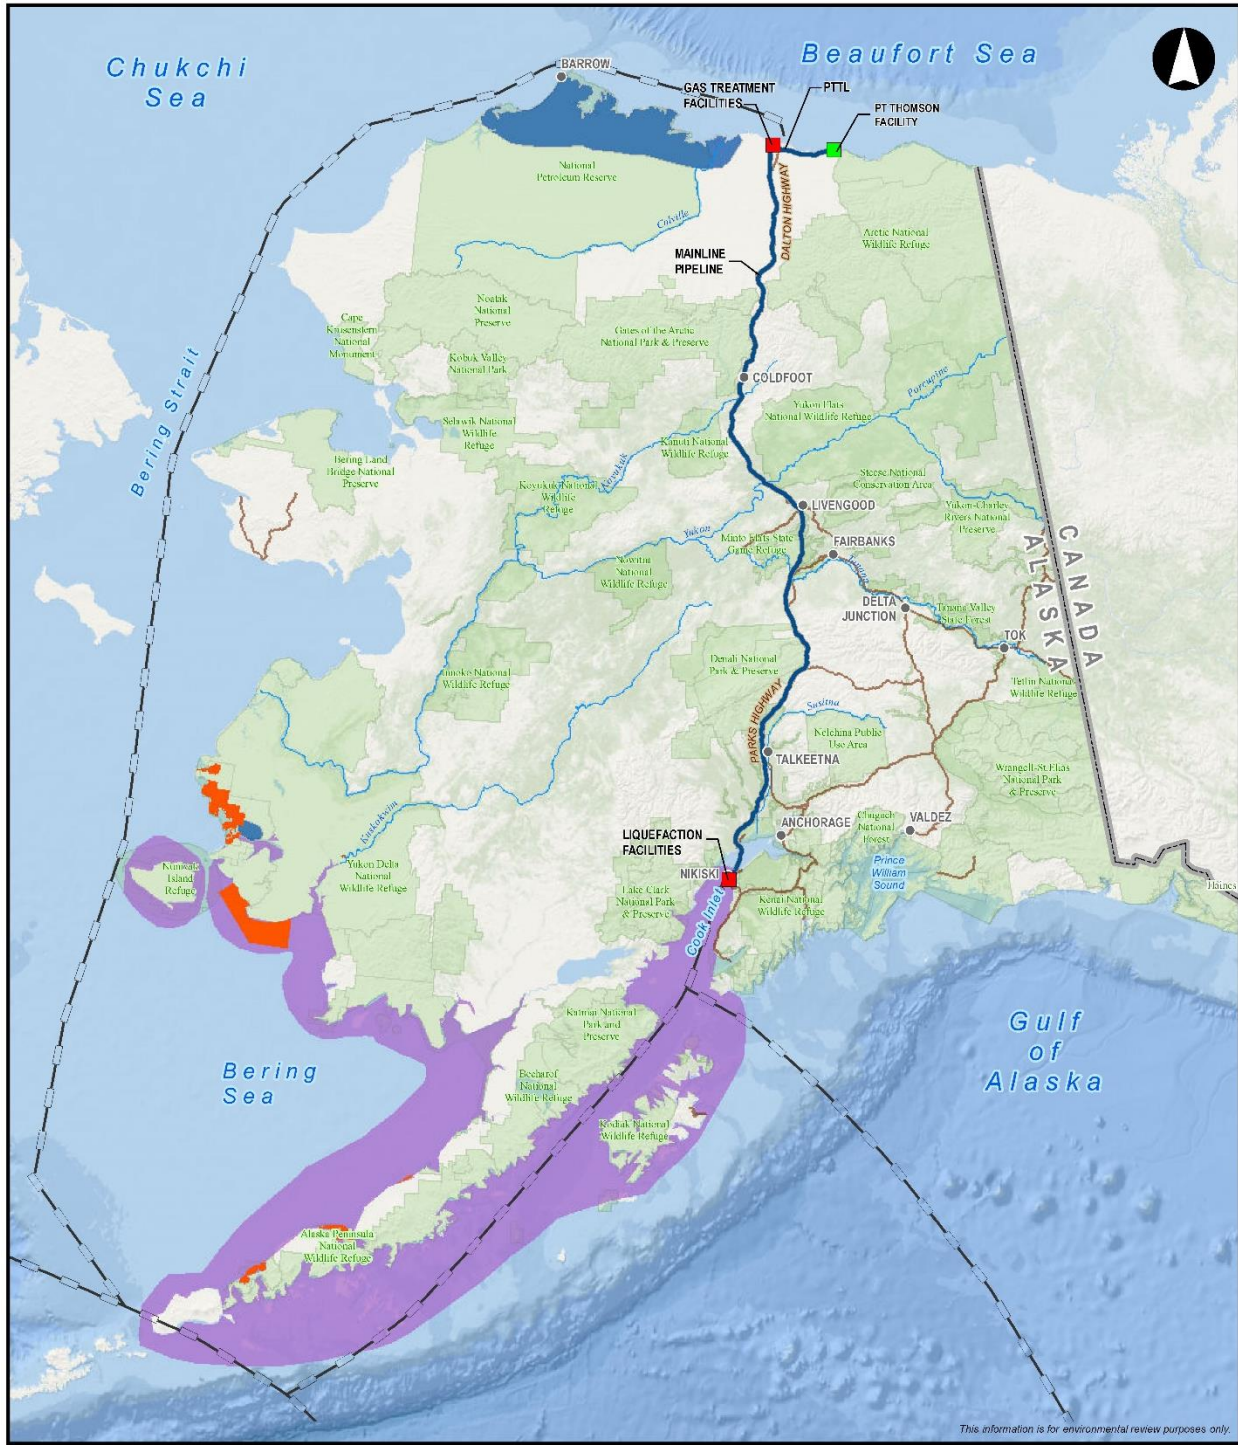 Chukchi
Sea
Beaufort Sea
BARROW
GAS TREATMENT
FACILITIES
PTTL
PT THOMSON
FACILITY
National
Petroleum Reserve
Colville
DALTON HIGHWAY
Arctic National
Wildlife Refuge
MAINLINE
PIPELINE
Noatak
National
Preserve
Cape
Krusenstern
National
Monument
Gates of the Arctic
National Park & Preserve
Kobuk Valley
National Park
Bering Strait
COLDFOOT
Porcupine
Yukon Flats
National Wildlife Refuge
Selawik National
Wildlife
Refuge
Kanuti National
Wildlife Refuge
Bering Land
Bridge National
Preserve
Koyukuk
Koyukuk National
Wildlife
Refuge
Steese National
Conservation Area
LIVENGOOD
Yukon-Charley
Rivers National
Preserve
Yukon
Minto Flats State
Game Refuge
FAIRBANKS
CANADA
ALASKA
Nowitna
National
Wildlife Refuge
Tanana
DELTA
JUNCTION
Tanana Valley
State Forest
TOK
Innoko National
Wildlife Refuge
Denali National
Park & Preserve
Tetlin National
Wildlife Refuge
PARKS HIGHWAY
Susitna
Nelchina Public
Use Area
TALKEETNA
Wrangell-St Elias
National Park
& Preserve
Kuskokwim
LIQUEFACTION
FACILITIES
ANCHORAGE
Chugach
National
Forest
VALDEZ
Nunivak
Island
Refuge
Yukon Delta
National
Wildlife Refuge
NIKISKI
Prince
William
Sound
Haines
Lake Clark
National Park
& Preserve
Kenai National
Wildlife Refuge
Cook Inlet
Katmai National
Park and
Preserve
Gulf
of
Alaska
Bering
Sea
Becharof
National
Wildlife Refuge
Kodiak National
Wildlife Refuge
Alaska Peninsula
National
Wildlife Refuge
This information is for environmental review purposes only.